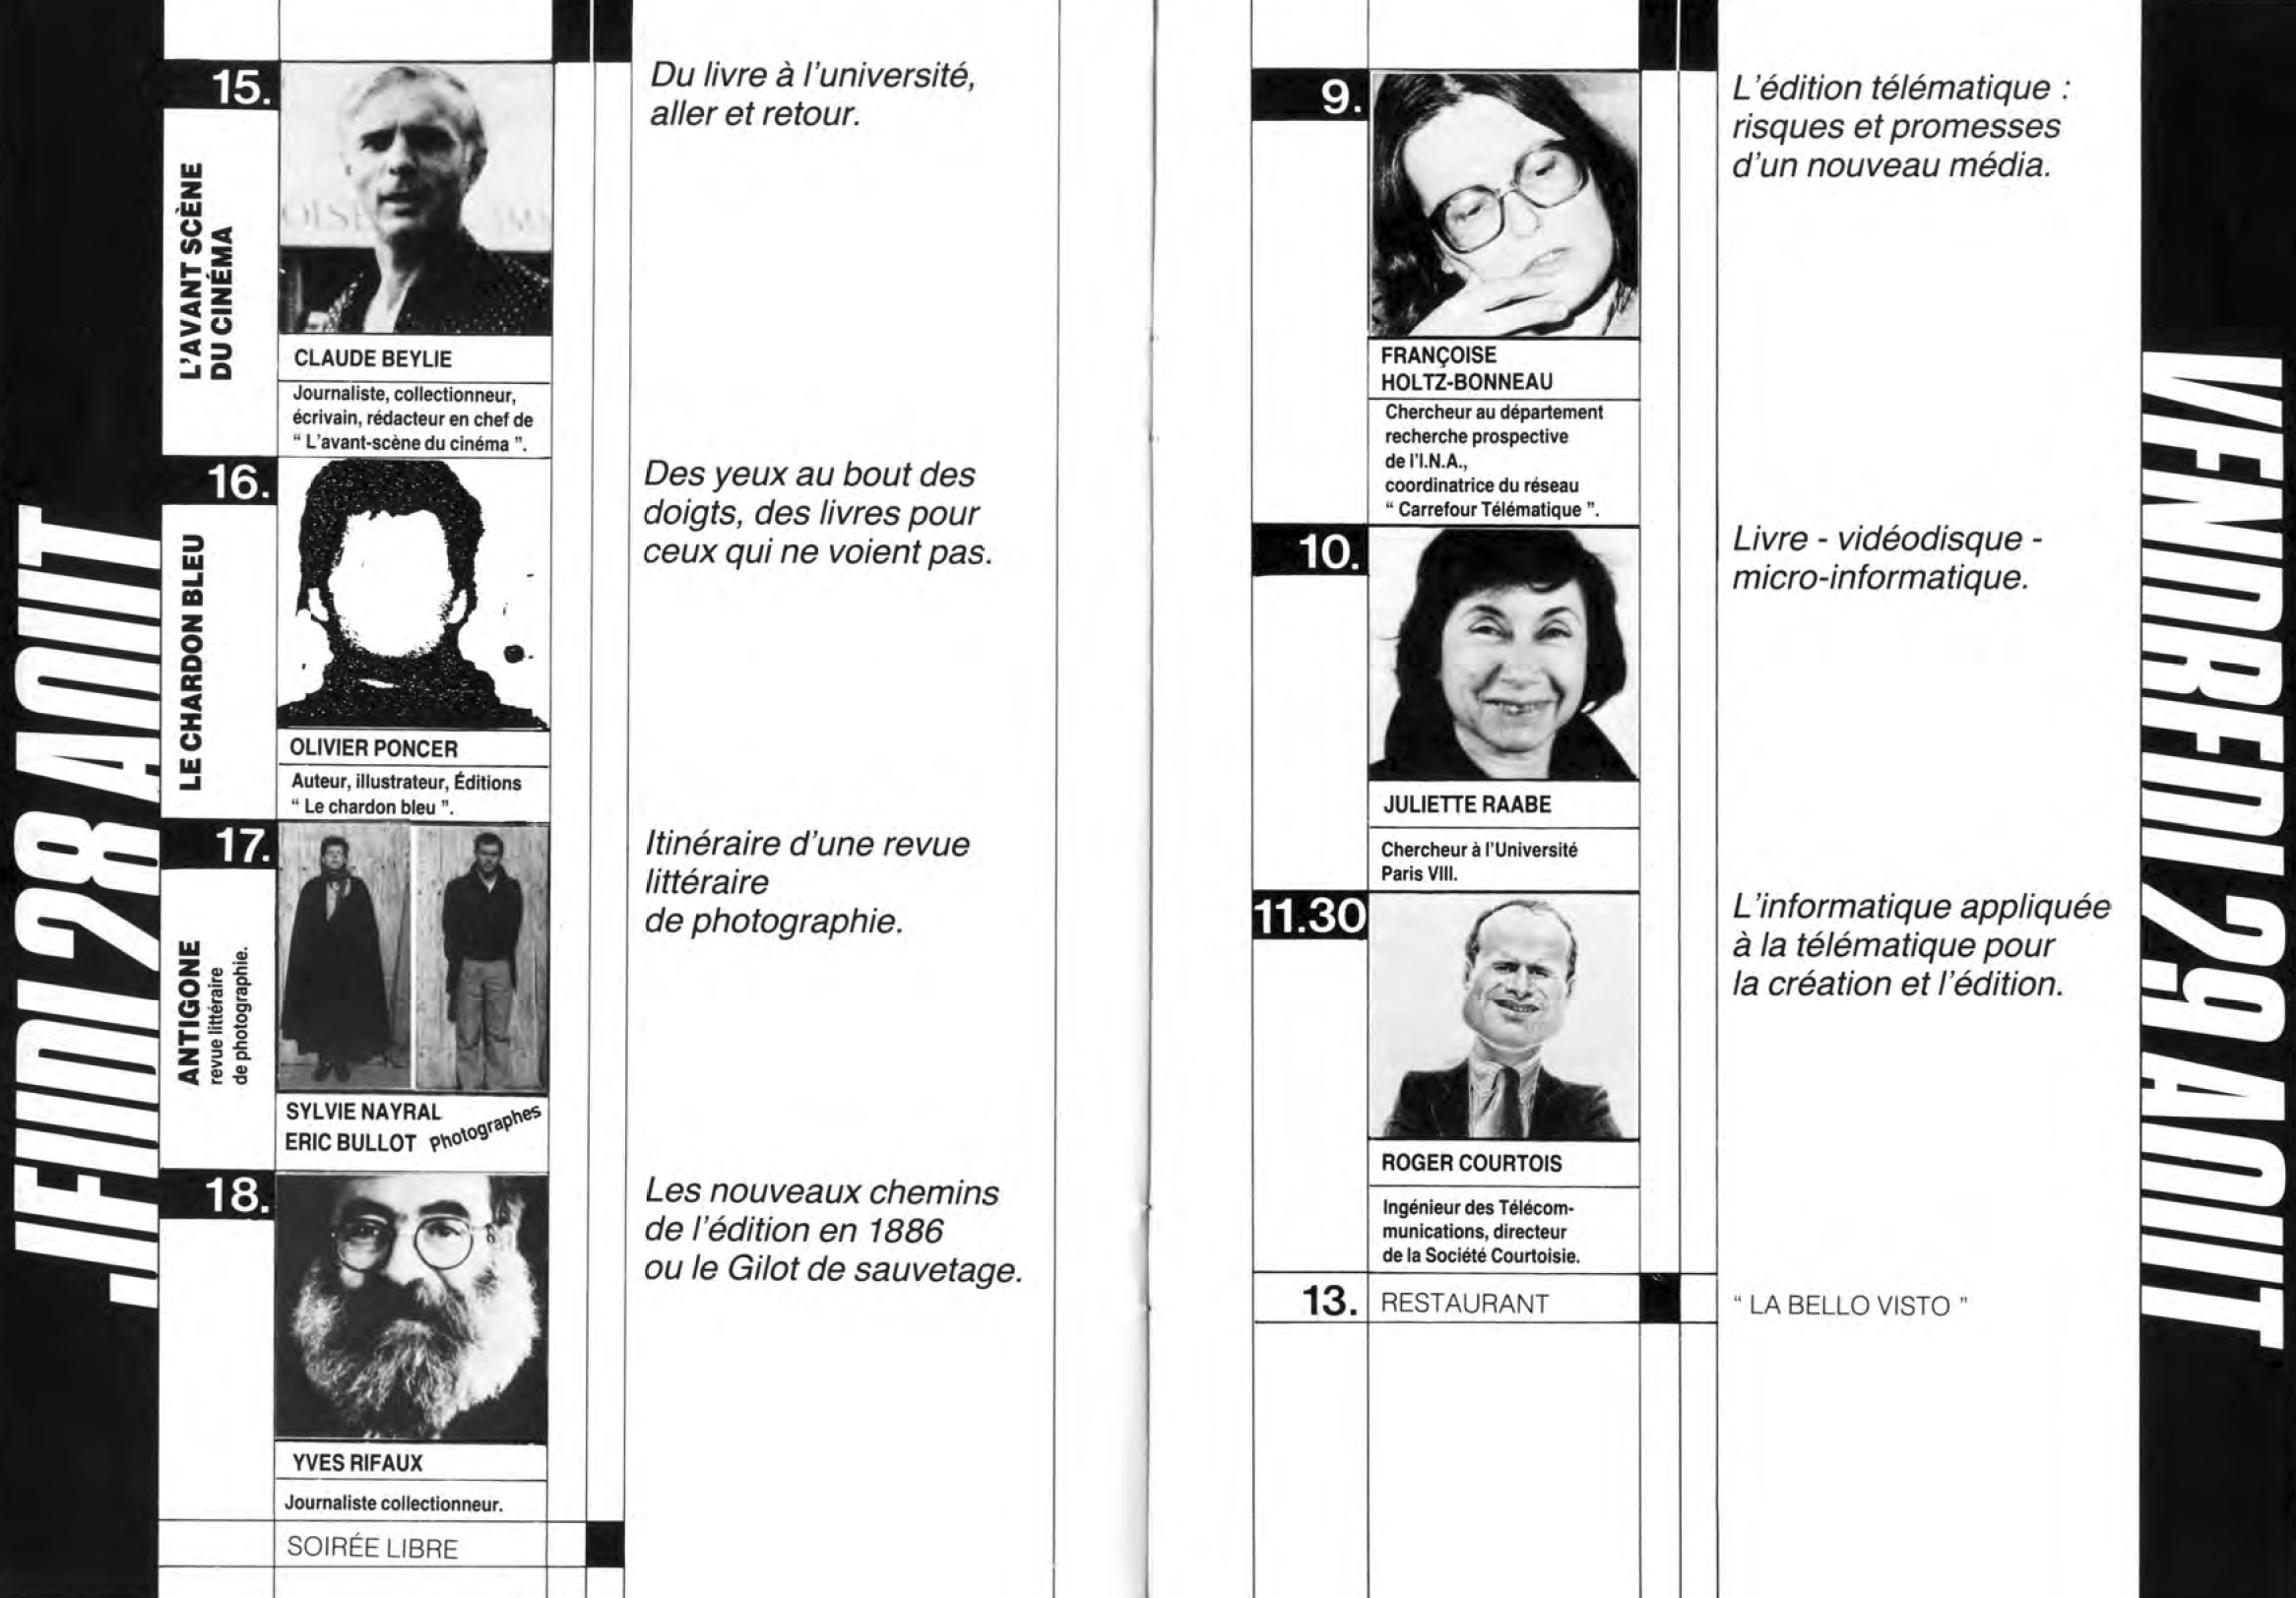 JEUDI 28 AOUT
15.
L'AVANT SCÈNE
DU CINÉMA
CLAUDE BEYLIE
Journaliste, collectionneur,
écrivain, rédacteur en chef de
“ L'avant-scène du cinéma ”.
Du livre à l'université,
aller et retour.
16.
LE CHARDON BLEU
OLIVIER PONCER
Auteur, illustrateur, Éditions
“ Le chardon bleu ”.
Des yeux au bout des
doigts, des livres pour
ceux qui ne voient pas.
17.
ANTIGONE
revue littéraire
de photographie.
SYLVIE NAYRAL
ERIC BULLOT Photographes
Itinéraire d'une revue
littéraire
de photographie.
18.
YVES RIFAUX
Journaliste collectionneur.
Les nouveaux chemins
de l'édition en 1886
ou le Gilot de sauvetage.
SOIRÉE LIBRE
VENDREDI 29 AOUT
9.
FRANÇOISE
HOLTZ-BONNEAU
Chercheur au département
recherche prospective
de l'I.N.A.,
coordinatrice du réseau
“ Carrefour Télématique ”.
L'édition télématique :
risques et promesses
d'un nouveau média.
10.
JULIETTE RAABE
Chercheur à l'Université
Paris VIII.
Livre - vidéodisque -
micro-informatique.
11.30
ROGER COURTOIS
Ingénieur des Télécom-
munications, directeur
de la Société Courtoisie.
L'informatique appliquée
à la télématique pour
la création et l'édition.
13. RESTAURANT
“ LA BELLO VISTO ”